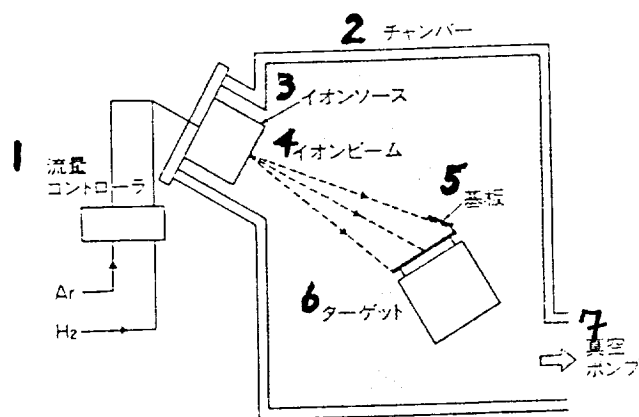 2 チャンバー
3 イオンソース
4 イオンビーム
1 流量
コントローラ
5 基板
Ar
H₂
6 ターゲット
7 真空
ポンプ